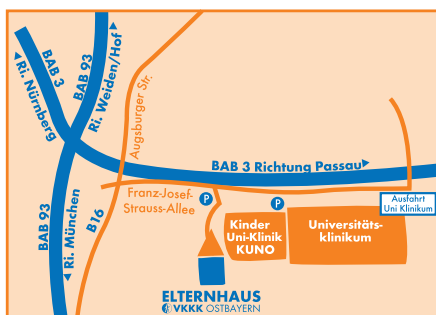 BAB 3
◄Ri. Nürnberg
BAB 93
Ri. Weiden/Hof►
Augsburger Str.
BAB 3 Richtung Passau►
Franz-Josef-
Strauss-Allee
P
P
Ausfahrt
Uni Klinikum
BAB 93
◄Ri. München
B16
Kinder
Uni-Klinik
KUNO
Universitäts-
klinikum
ELTERNHAUS
VKKK OSTBAYERN